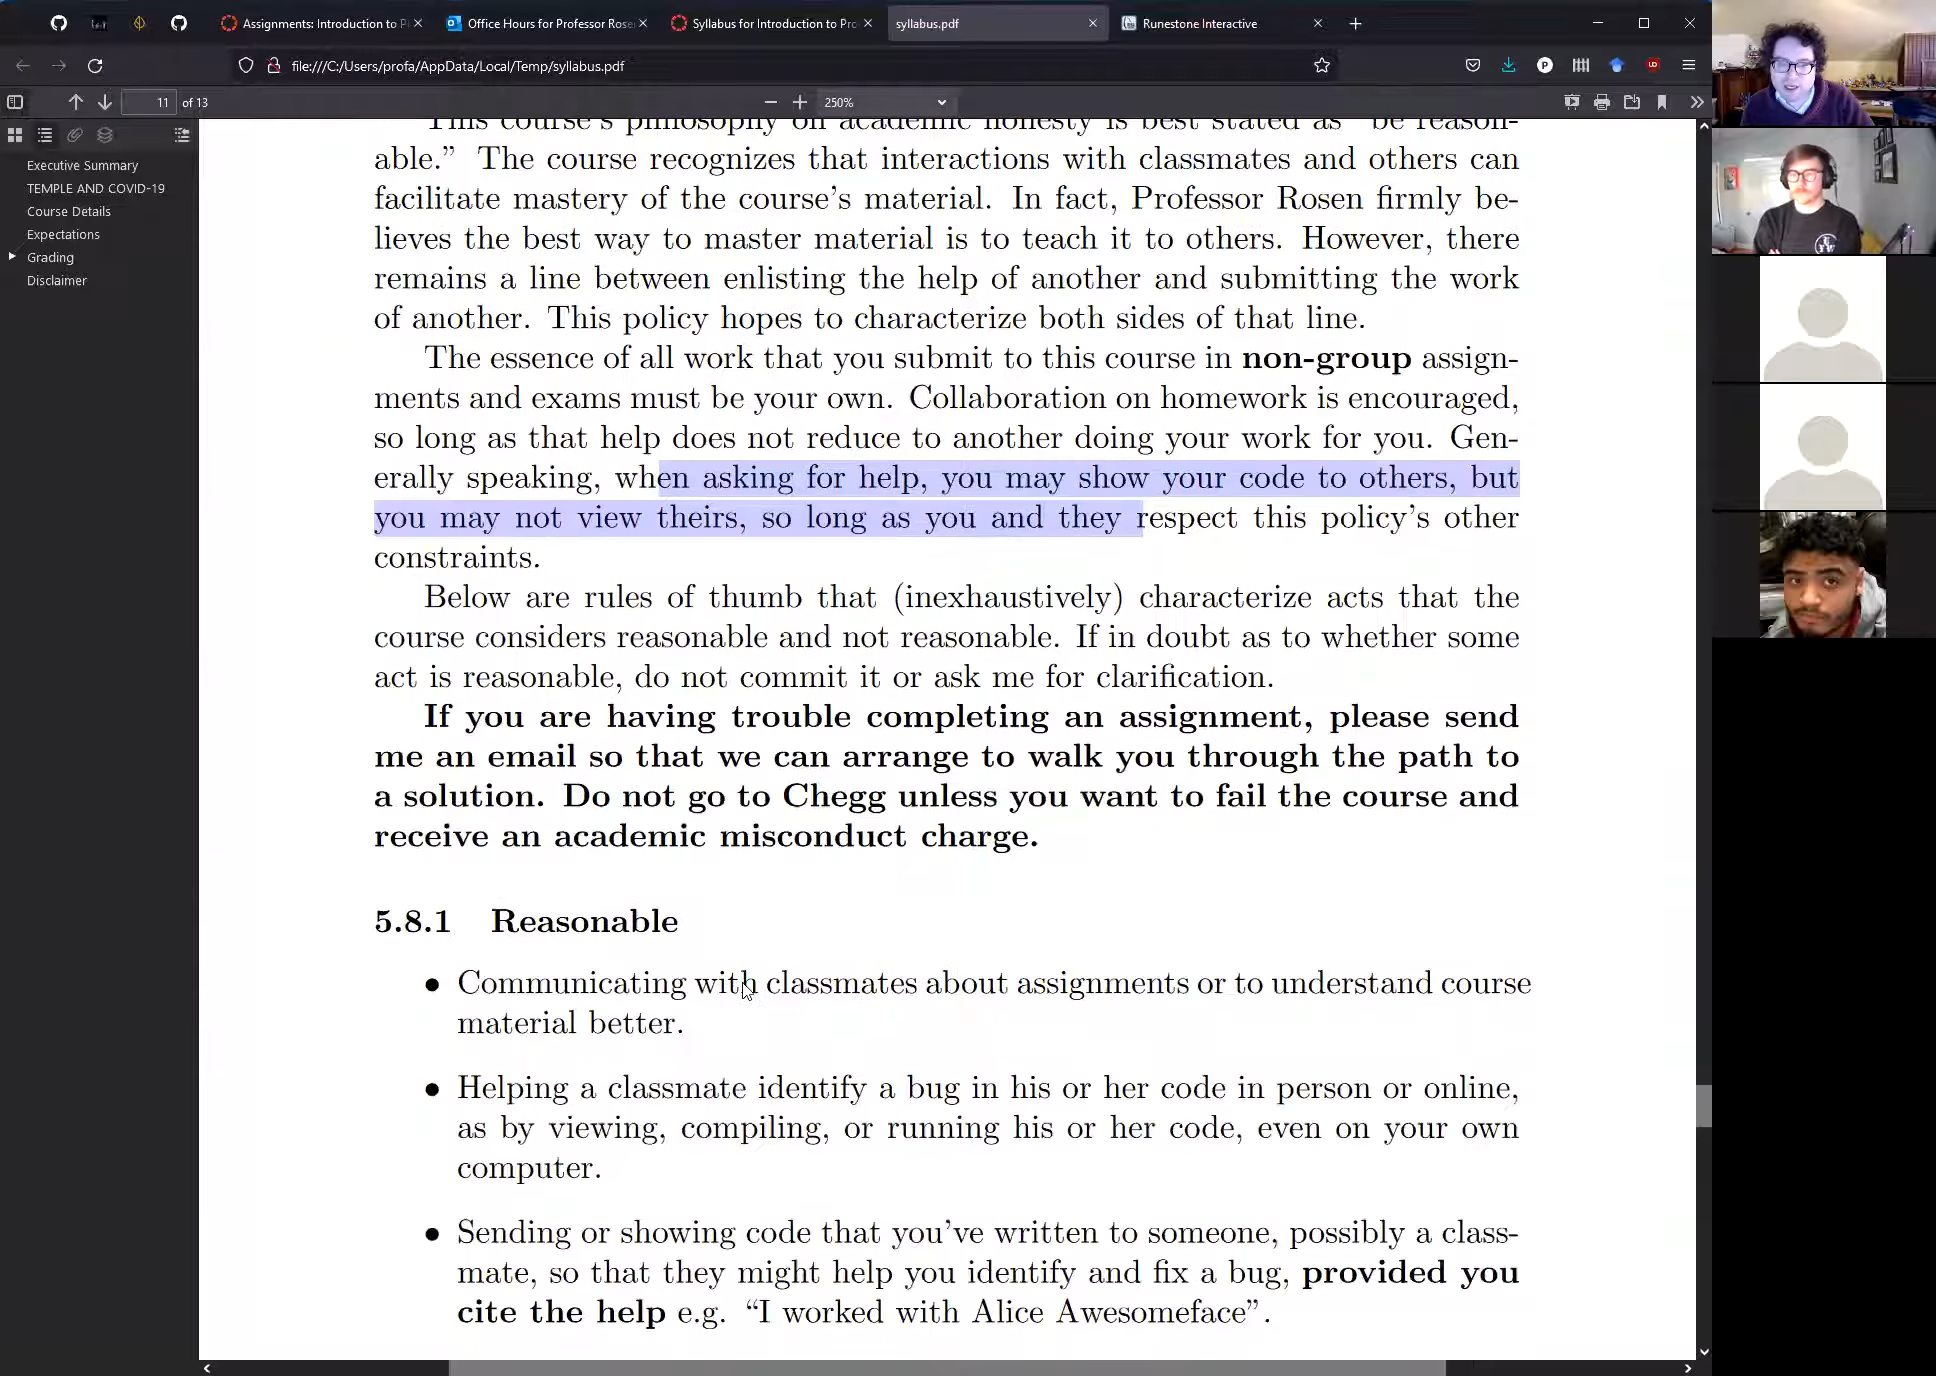 Assignments: Introduction to P
Office Hours for Professor Rose
Syllabus for Introduction to Pro
syllabus.pdf
Runestone Interactive
file:///C:/Users/profa/AppData/Local/Temp/syllabus.pdf
11 of 13
250%
Executive Summary
TEMPLE AND COVID-19
Course Details
Expectations
Grading
Disclaimer
This course's philosophy on academic honesty is best stated as "be reason-
able.” The course recognizes that interactions with classmates and others can
facilitate mastery of the course’s material. In fact, Professor Rosen firmly be-
lieves the best way to master material is to teach it to others. However, there
remains a line between enlisting the help of another and submitting the work
of another. This policy hopes to characterize both sides of that line.
The essence of all work that you submit to this course in non-group assign-
ments and exams must be your own. Collaboration on homework is encouraged,
so long as that help does not reduce to another doing your work for you. Gen-
erally speaking, when asking for help, you may show your code to others, but
you may not view theirs, so long as you and they respect this policy’s other
constraints.
Below are rules of thumb that (inexhaustively) characterize acts that the
course considers reasonable and not reasonable. If in doubt as to whether some
act is reasonable, do not commit it or ask me for clarification.
If you are having trouble completing an assignment, please send
me an email so that we can arrange to walk you through the path to
a solution. Do not go to Chegg unless you want to fail the course and
receive an academic misconduct charge.
5.8.1 Reasonable
• Communicating with classmates about assignments or to understand course
material better.
• Helping a classmate identify a bug in his or her code in person or online,
as by viewing, compiling, or running his or her code, even on your own
computer.
• Sending or showing code that you’ve written to someone, possibly a class-
mate, so that they might help you identify and fix a bug, provided you
cite the help e.g. “I worked with Alice Awesomeface”.